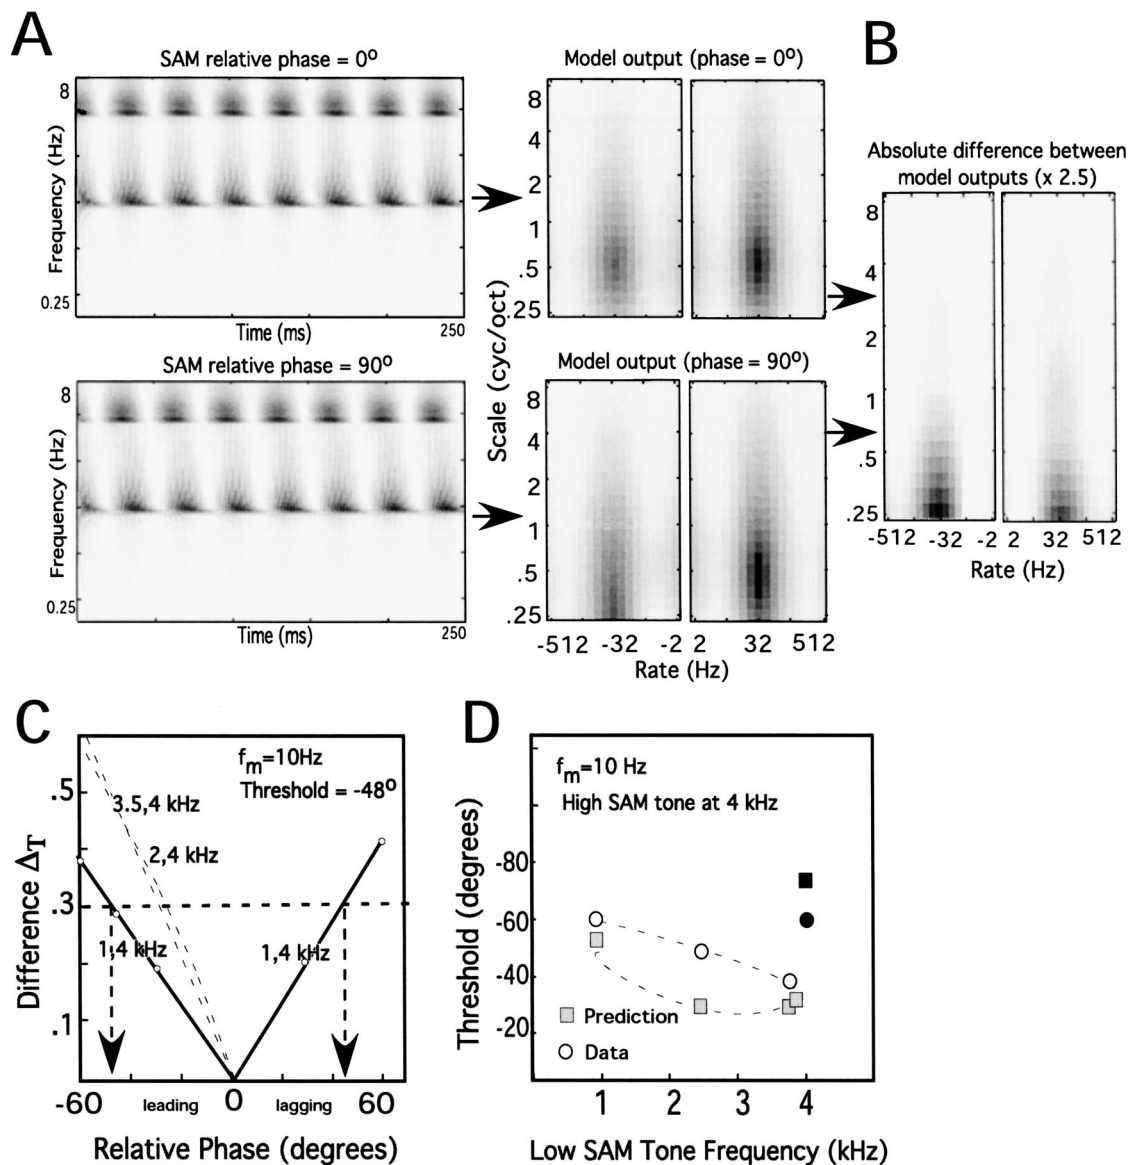 A
SAM relative phase = 0º
8
Frequency (Hz)
0.25
Time (ms)
250
Model output (phase = 0º)
8
4
2
1
.5
.25
Scale (cyc/oct)
SAM relative phase = 90º
8
Frequency (Hz)
0.25
Time (ms)
250
Model output (phase = 90º)
8
4
2
1
.5
.25
-512 -32 -2 2 32 512
Rate (Hz)
B
Absolute difference between
model outputs (x 2.5)
8
4
2
1
.5
.25
-512 -32 -2 2 32 512
Rate (Hz)
C
fm=10Hz
Threshold = -48º
3.5,4 kHz
2,4 kHz
1,4 kHz
1,4 kHz
.5
.3
.1
Difference ΔT
-60 leading 0 lagging 60
Relative Phase (degrees)
D
fm=10 Hz
High SAM tone at 4 kHz
-80
-60
-40
-20
Threshold (degrees)
Prediction
Data
1 2 3 4
Low SAM Tone Frequency (kHz)